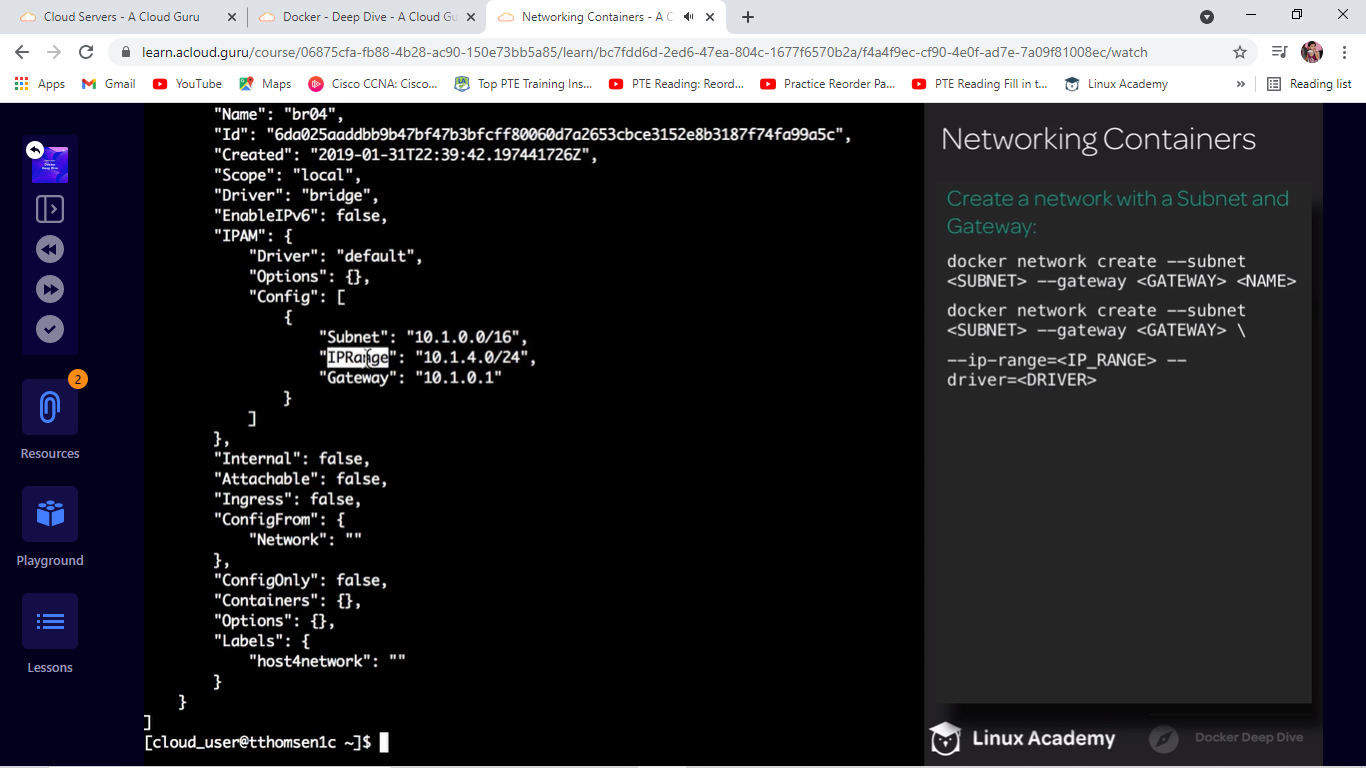 Cloud Servers - A Cloud Guru
Docker - Deep Dive - A Cloud Gu
Networking Containers - A C
learn.acloud.guru/course/06875cfa-fb88-4b28-ac90-150e73bb5a85/learn/bc7fdd6d-2ed6-47ea-804c-1677f6570b2a/f4a4f9ec-cf90-4e0f-ad7e-7a09f81008ec/watch
Apps
Gmail
YouTube
Maps
Cisco CCNA: Cisco...
Top PTE Training Ins...
PTE Reading: Reord...
Practice Reorder Pa...
PTE Reading Fill in t...
Linux Academy
»
Reading list
Docker
Deep Dive
2
Resources
Playground
Lessons
"Name": "br04",
"Id": "6da025aaddbb9b47bf47b3bfcff80060d7a2653cbce3152e8b3187f74fa99a5c",
"Created": "2019-01-31T22:39:42.197441726Z",
"Scope": "local",
"Driver": "bridge",
"EnableIPv6": false,
"IPAM": {
"Driver": "default",
"Options": {},
"Config": [
{
"Subnet": "10.1.0.0/16",
"IPRange": "10.1.4.0/24",
"Gateway": "10.1.0.1"
}
]
},
"Internal": false,
"Attachable": false,
"Ingress": false,
"ConfigFrom": {
"Network": ""
},
"ConfigOnly": false,
"Containers": {},
"Options": {},
"Labels": {
"host4network": ""
}
}
]
[cloud_user@tthomsen1c ~]$
Networking Containers
Create a network with a Subnet and
Gateway:
docker network create --subnet
<SUBNET> --gateway <GATEWAY> <NAME>
docker network create --subnet
<SUBNET> --gateway <GATEWAY> \
--ip-range=<IP_RANGE> --
driver=<DRIVER>
Linux Academy
Docker Deep Dive